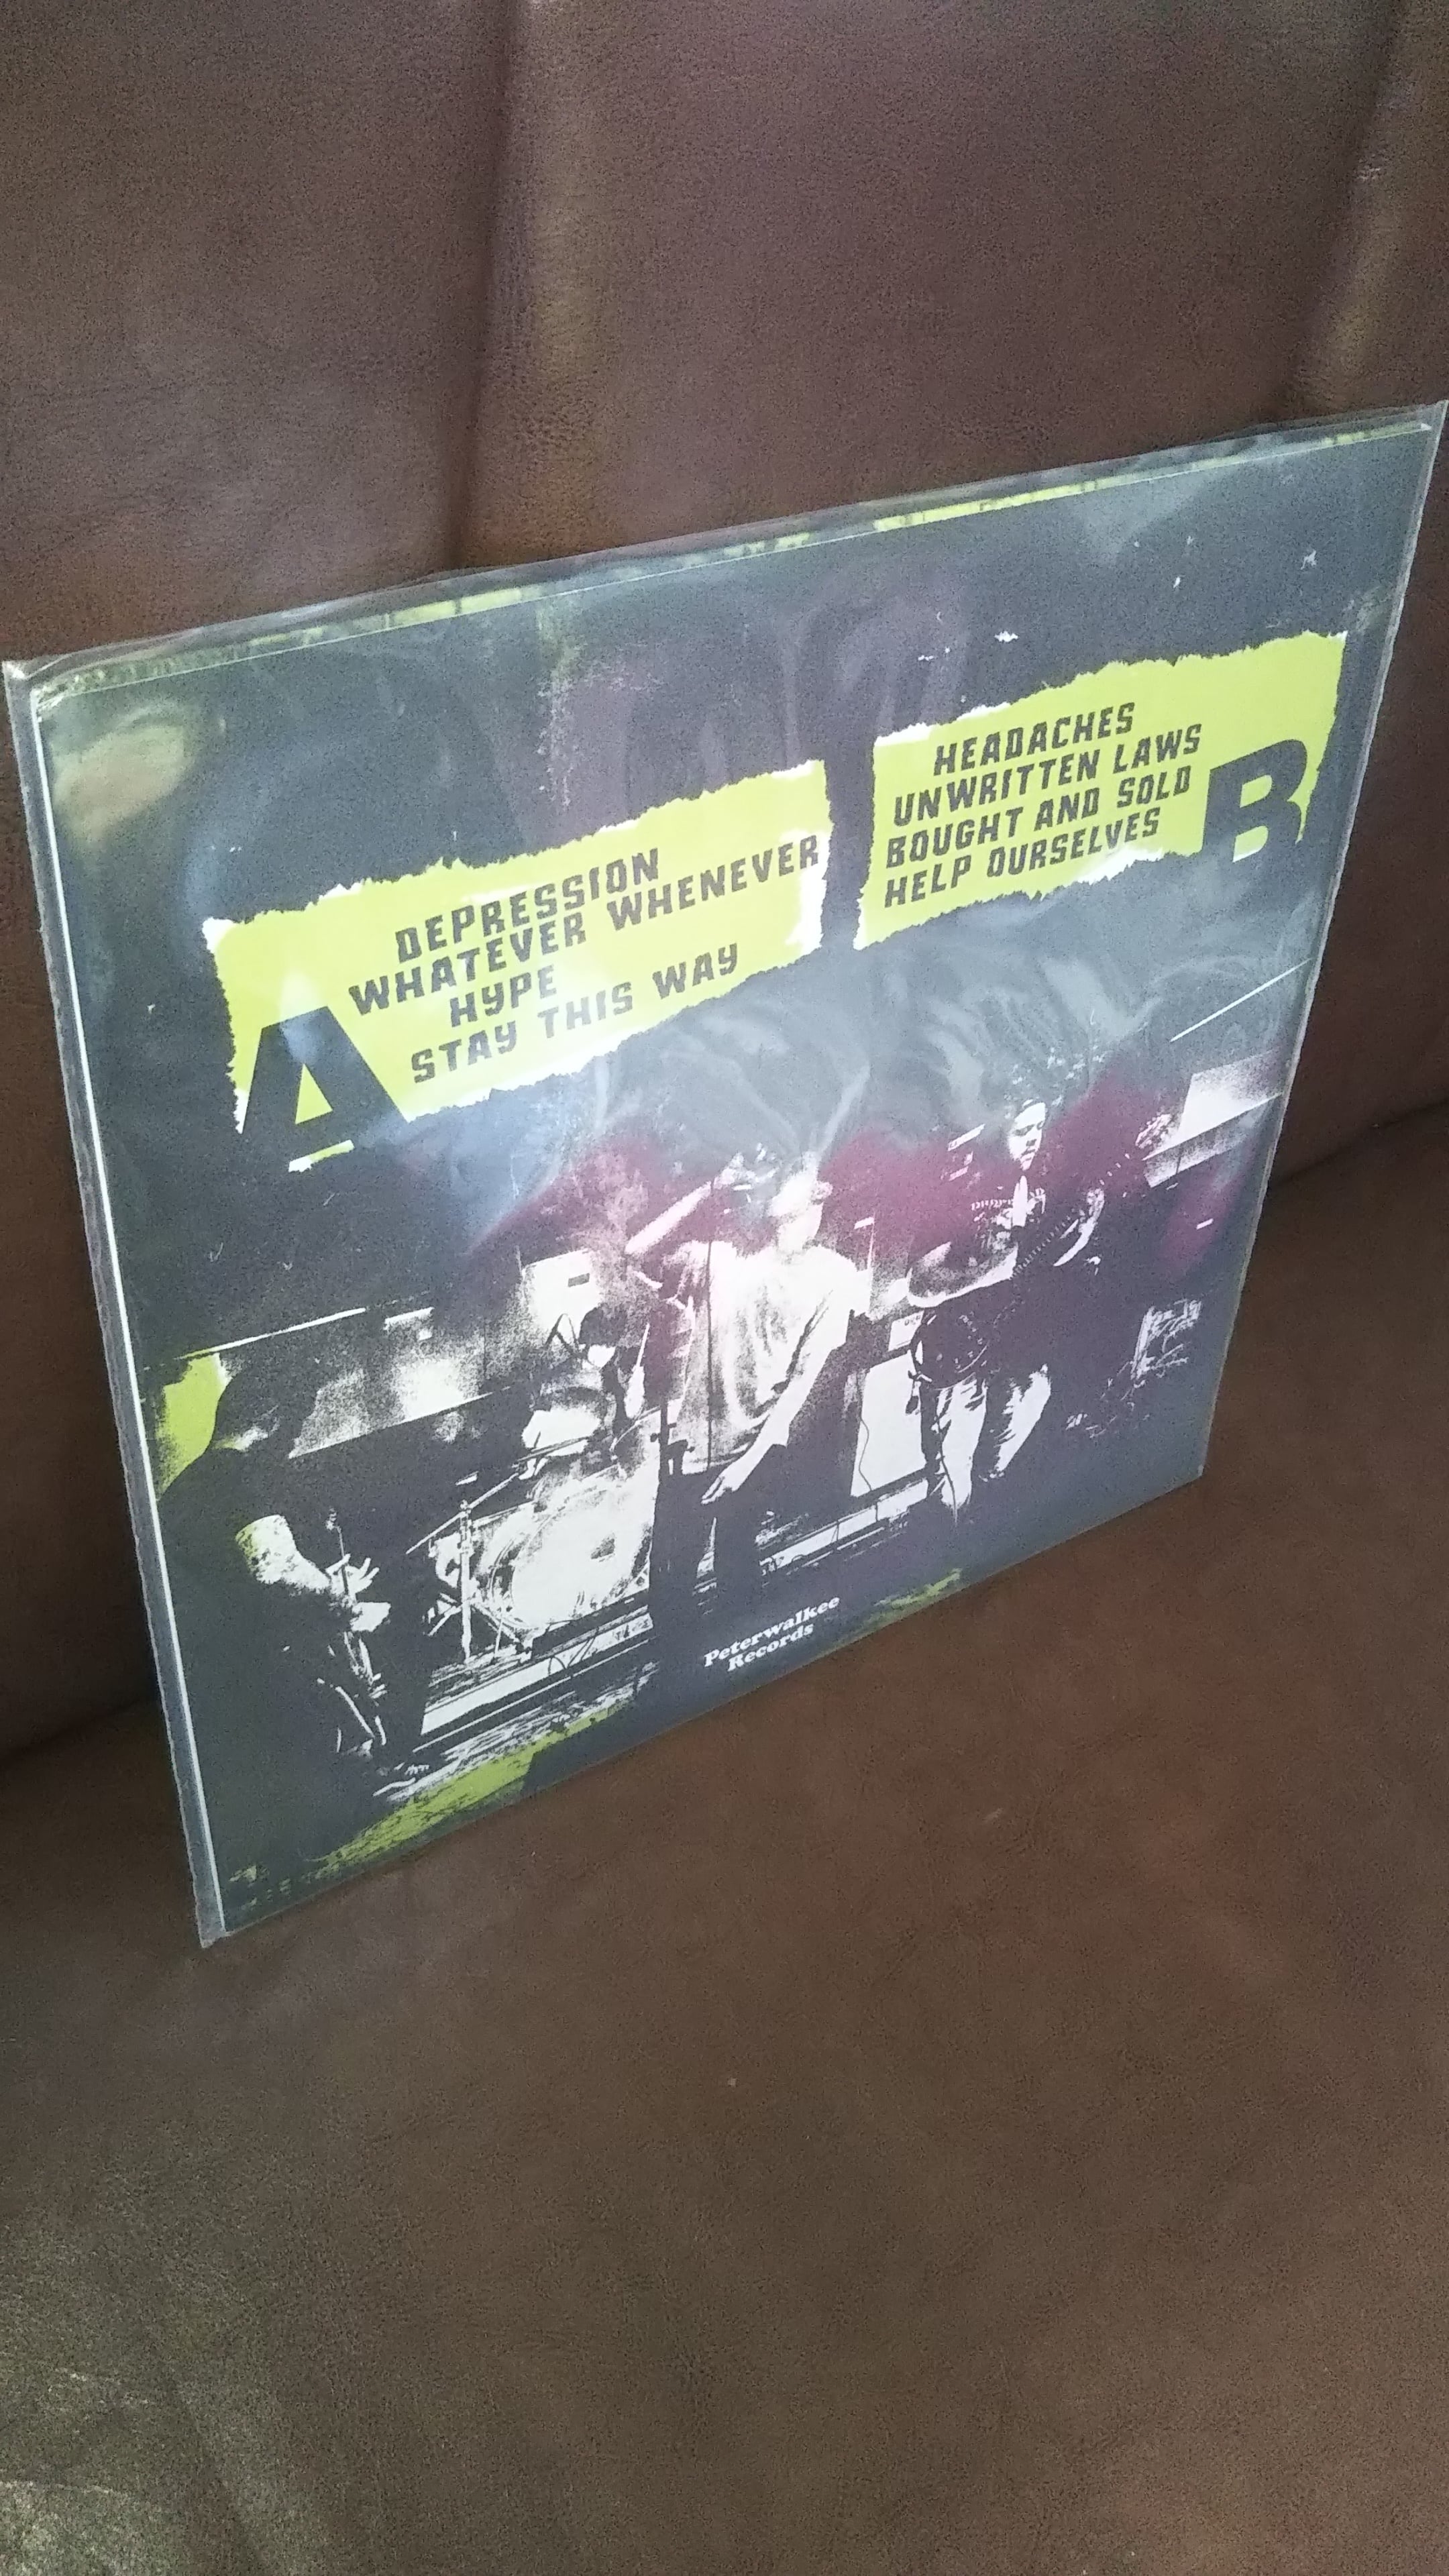 A
DEPRESSION
WHATEVER WHENEVER
HYPE
STAY THIS WAY
HEADACHES
UNWRITTEN LAWS
BOUGHT AND SOLD
HELP OURSELVES
B
Peterwalkee
Records